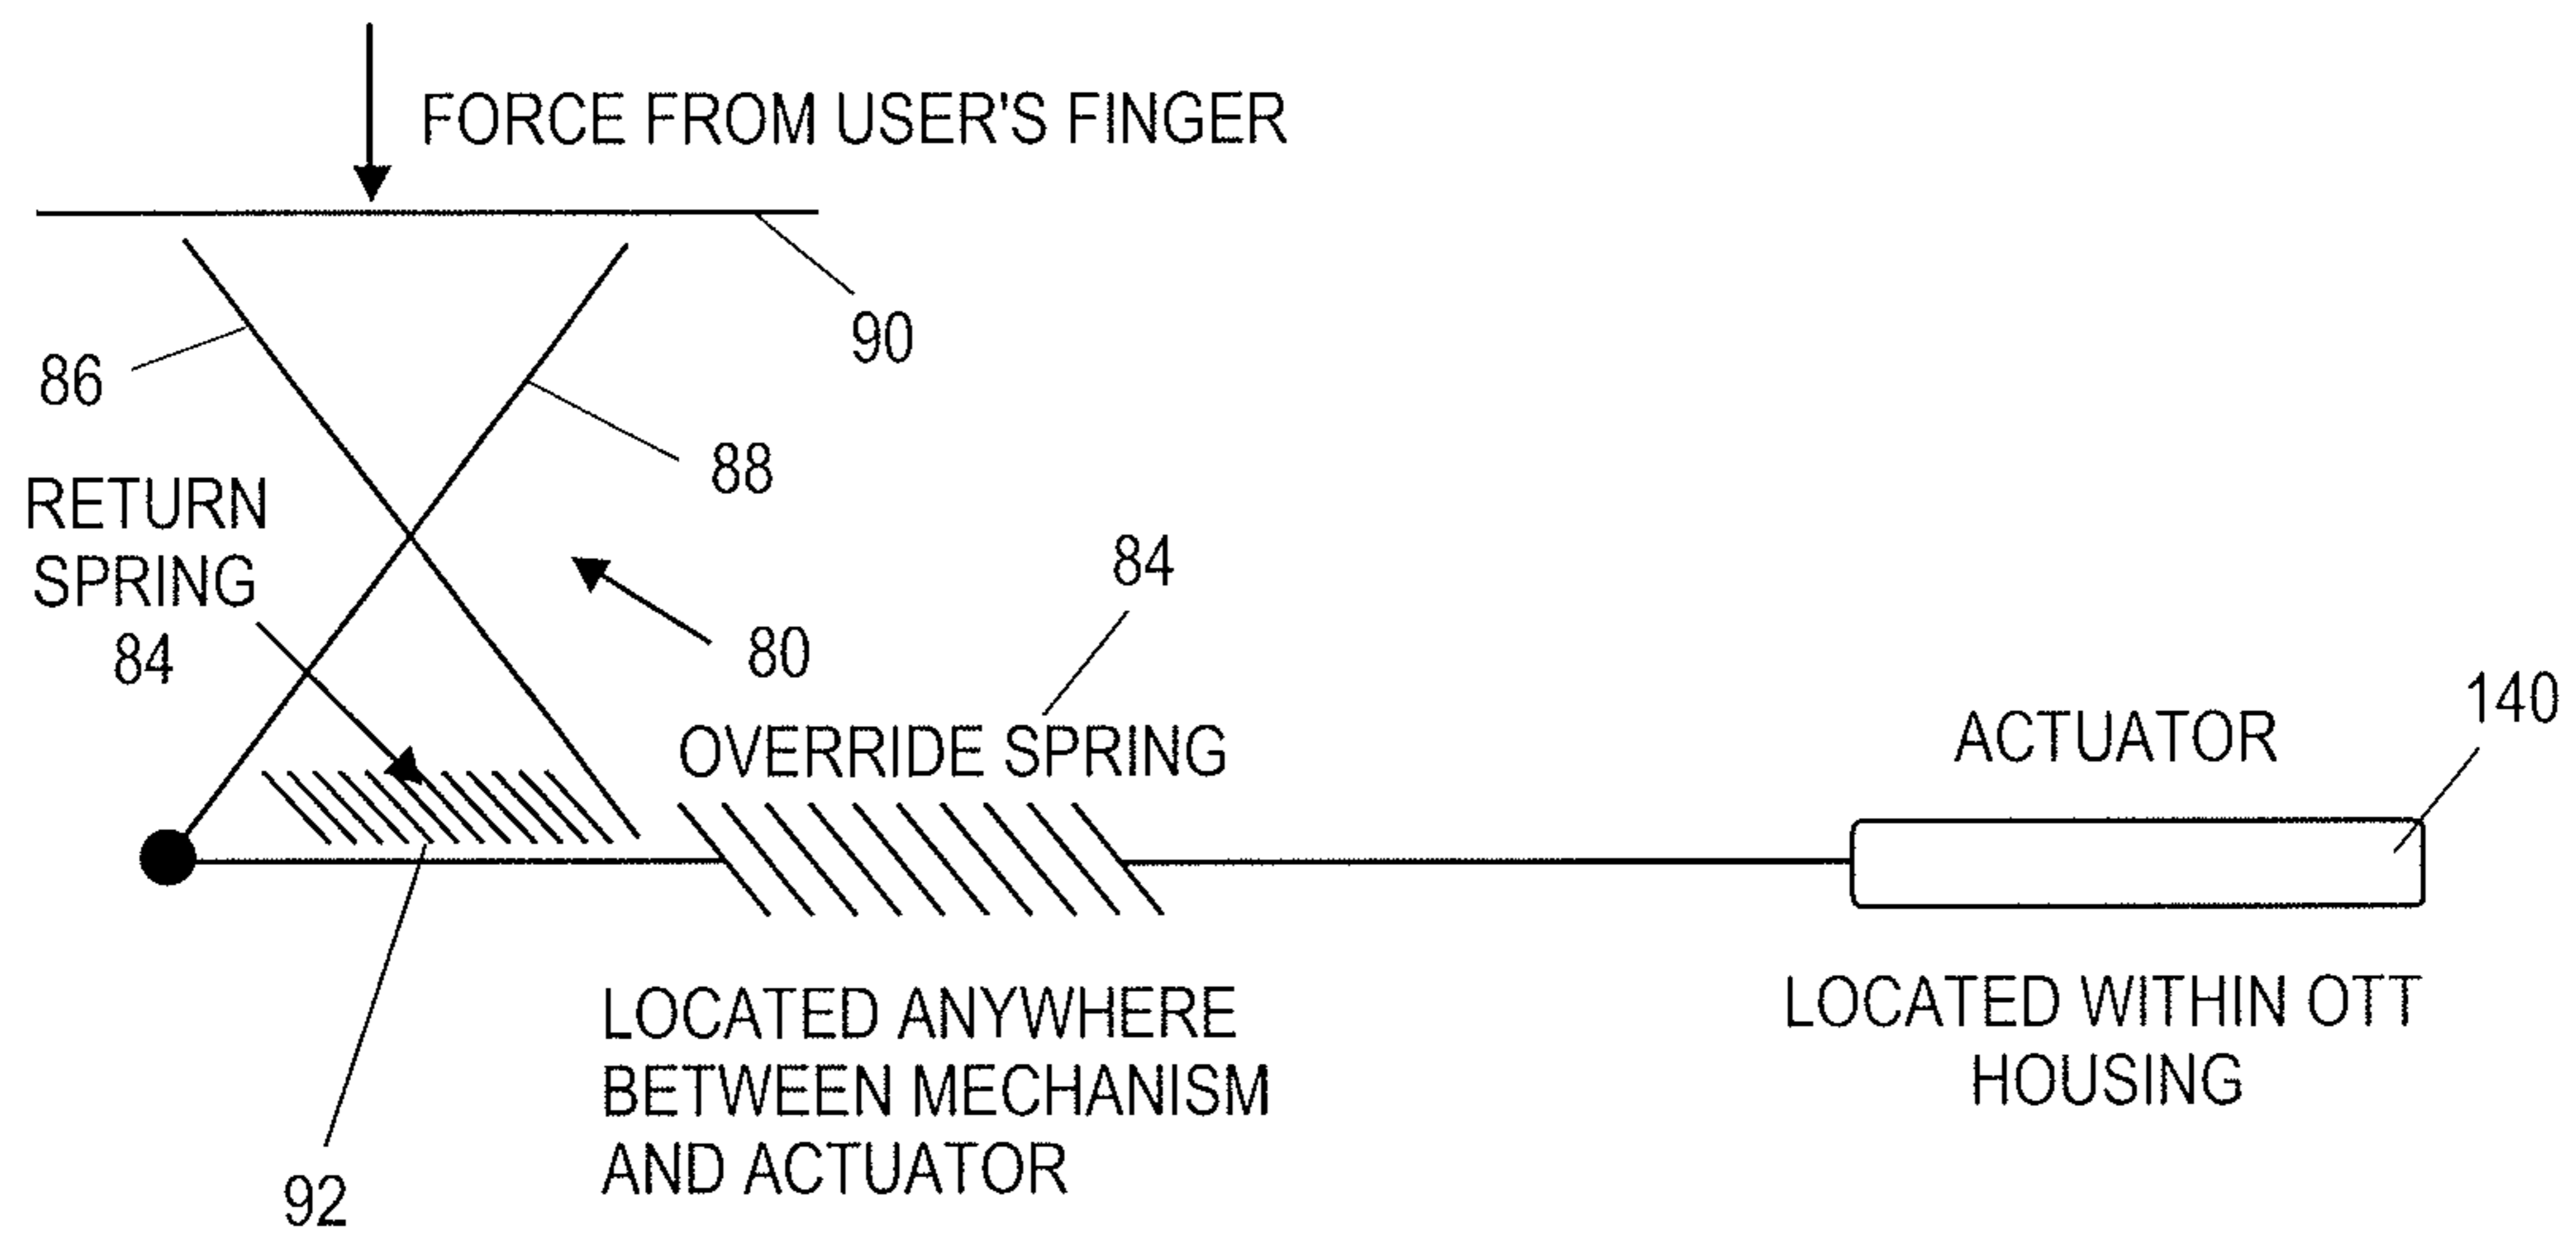 FORCE FROM USER'S FINGER
90
86
88
RETURN
SPRING
84
80
84
OVERRIDE SPRING
140
ACTUATOR
LOCATED WITHIN OTT
HOUSING
LOCATED ANYWHERE
BETWEEN MECHANISM
AND ACTUATOR
92